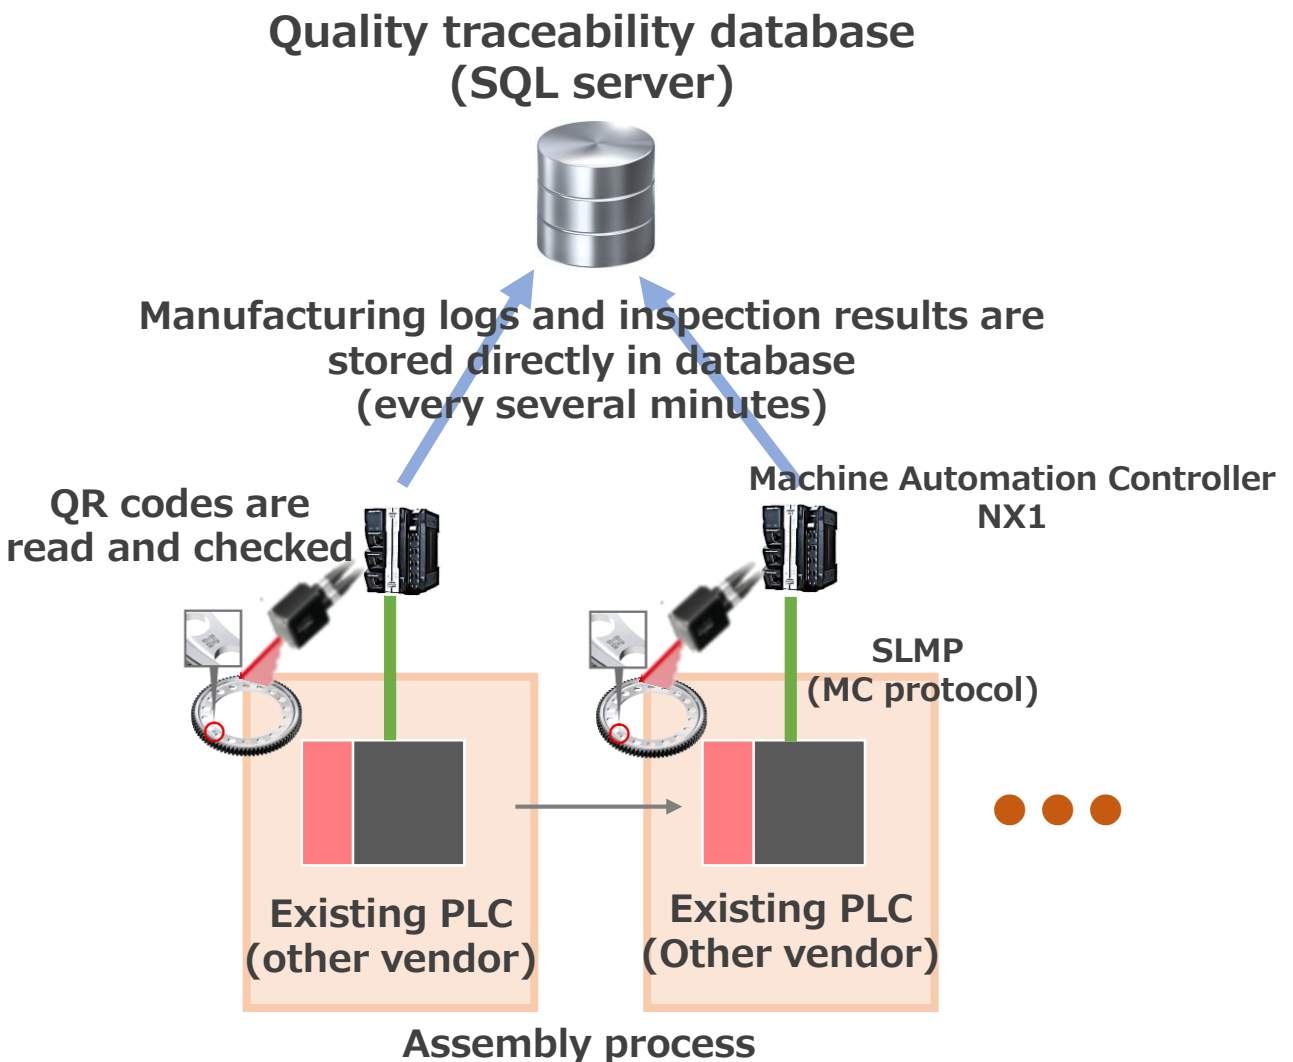 Quality traceability database
(SQL server)
Manufacturing logs and inspection results are
stored directly in database
(every several minutes)
QR codes are
read and checked
Machine Automation Controller
NX1
SLMP
(MC protocol)
Existing PLC
(other vendor)
Existing PLC
(Other vendor)
Assembly process